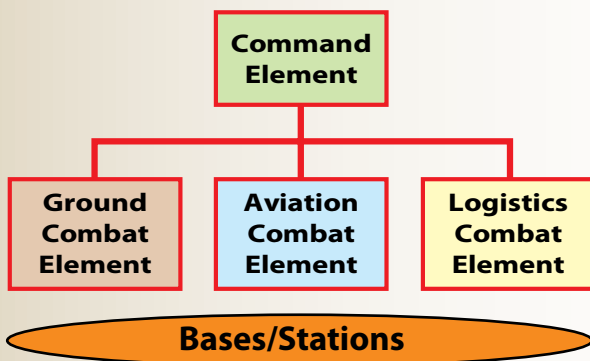 Command
Element
Ground
Combat
Element
Aviation
Combat
Element
Logistics
Combat
Element
Bases/Stations